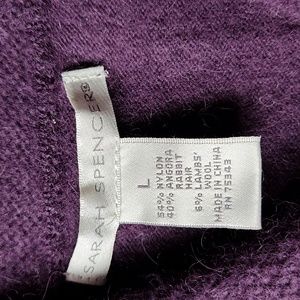 SARAH SPENCER®
L
54% NYLON
40% ANGORA
RABBIT
HAIR
6% LAMBS'
WOOL
MADE IN CHINA
RN 75343